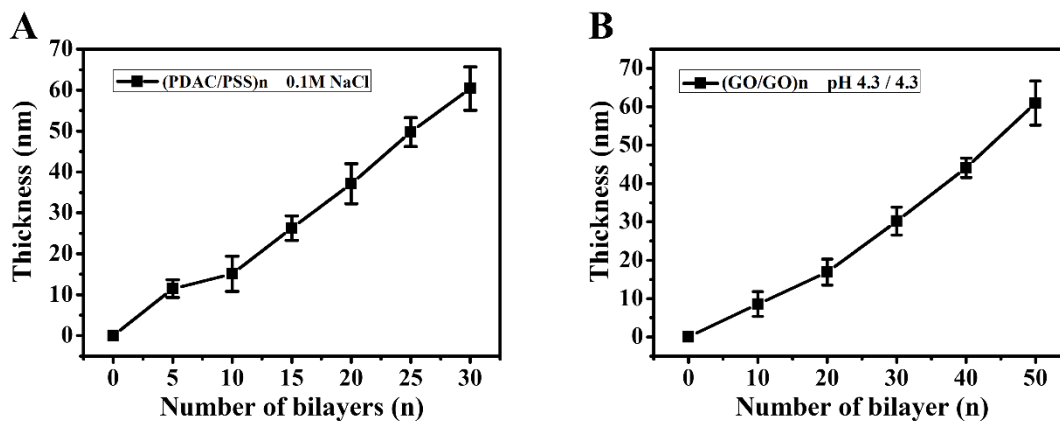 A
(PDAC/PSS)n 0.1M NaCl
Thickness (nm)
70
60
50
40
30
20
10
0
0 5 10 15 20 25 30
Number of bilayers (n)
B
(GO/GO)n pH 4.3 / 4.3
Thickness (nm)
70
60
50
40
30
20
10
0
0 10 20 30 40 50
Number of bilayer (n)